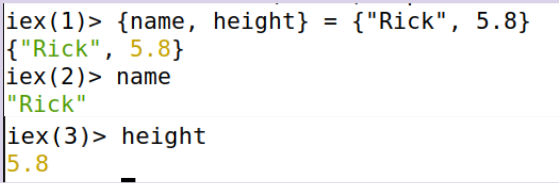 iex(1)> {name, height} = {"Rick", 5.8}
{"Rick", 5.8}
iex(2)> name
"Rick"
iex(3)> height
5.8